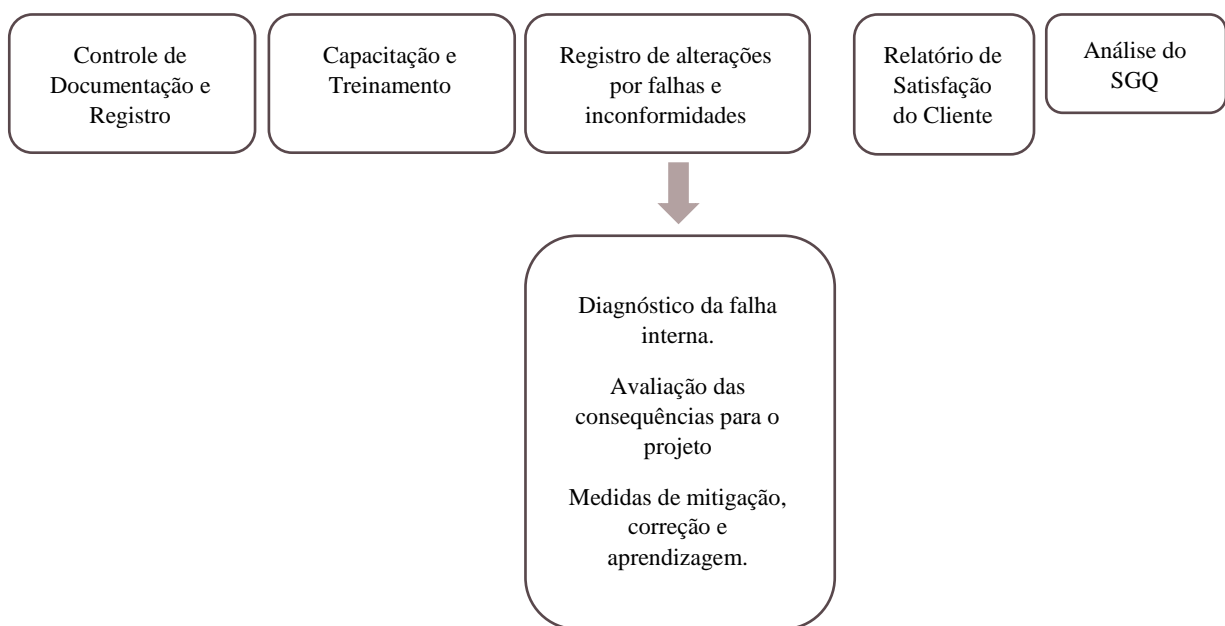 Controle de
Documentação e
Registro
Capacitação e
Treinamento
Registro de alterações
por falhas e
inconformidades
Relatório de
Satisfação
do Cliente
Análise do
SGQ
Diagnóstico da falha
interna.
Avaliação das
consequências para o
projeto
Medidas de mitigação,
correção e
aprendizagem.